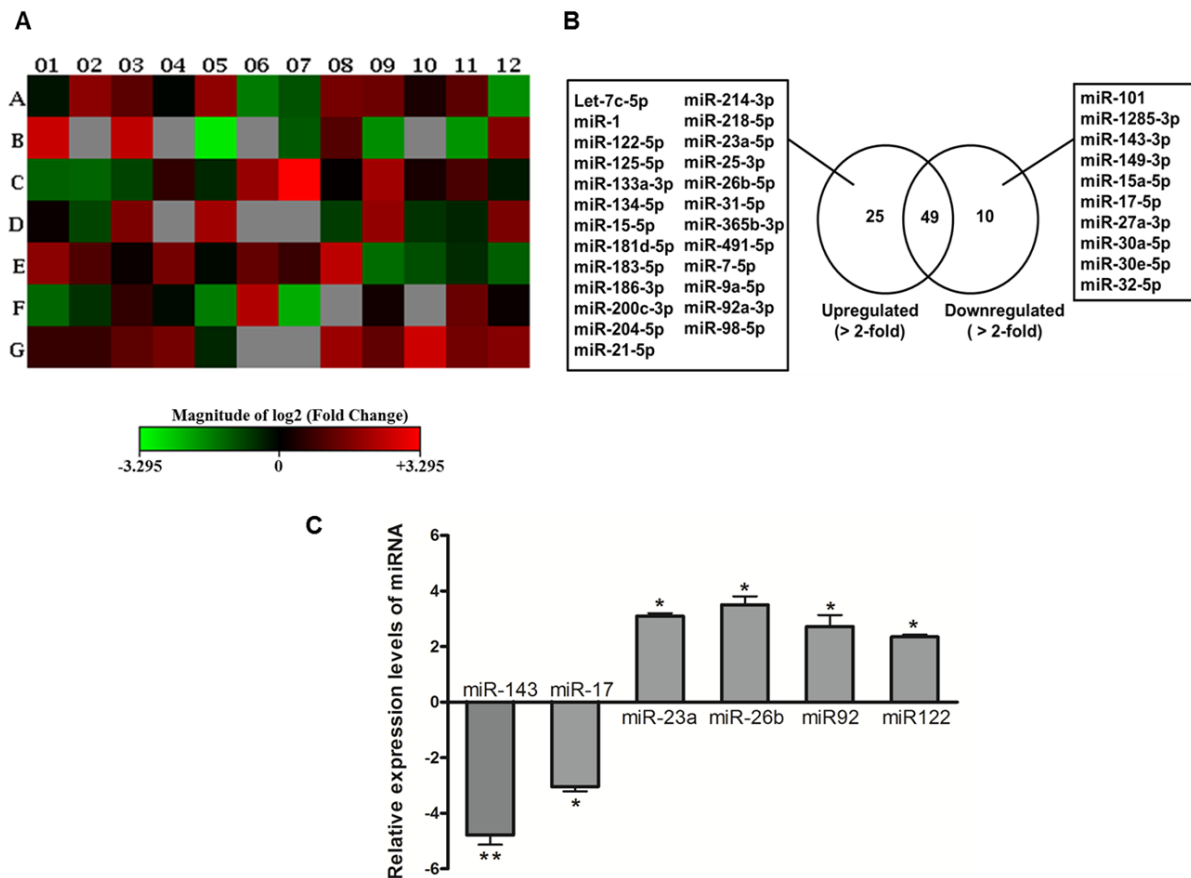 A
01 02 03 04 05 06 07 08 09 10 11 12
A
B
C
D
E
F
G
Magnitude of log2 (Fold Change)
-3.295 0 +3.295
B
Let-7c-5p
miR-1
miR-122-5p
miR-125-5p
miR-133a-3p
miR-134-5p
miR-15-5p
miR-181d-5p
miR-183-5p
miR-186-3p
miR-200c-3p
miR-204-5p
miR-21-5p
miR-214-3p
miR-218-5p
miR-23a-5p
miR-25-3p
miR-26b-5p
miR-31-5p
miR-365b-3p
miR-491-5p
miR-7-5p
miR-9a-5p
miR-92a-3p
miR-98-5p
25 49 10
Upregulated
(> 2-fold)
Downregulated
( > 2-fold)
miR-101
miR-1285-3p
miR-143-3p
miR-149-3p
miR-15a-5p
miR-17-5p
miR-27a-3p
miR-30a-5p
miR-30e-5p
miR-32-5p
C
Relative expression levels of miRNA
6
4
2
0
-2
-4
-6
miR-143
**
miR-17
*
*
miR-23a
*
miR-26b
*
miR92
*
miR122